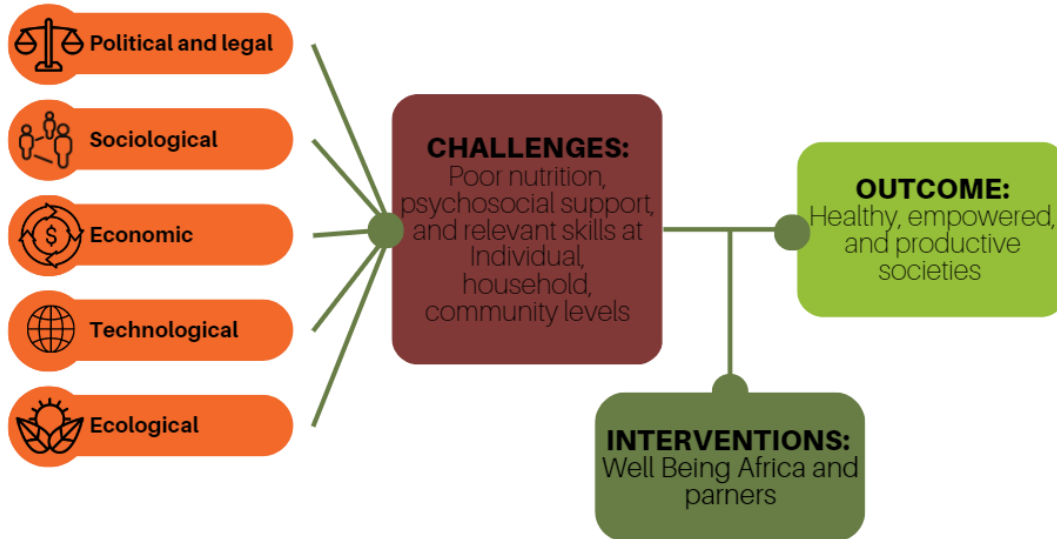 Political and legal
Sociological
Economic
Technological
Ecological
CHALLENGES:
Poor nutrition,
psychosocial support,
and relevant skills at
Individual,
household,
community levels
OUTCOME:
Healthy, empowered,
and productive
societies
INTERVENTIONS:
Well Being Africa and
parners